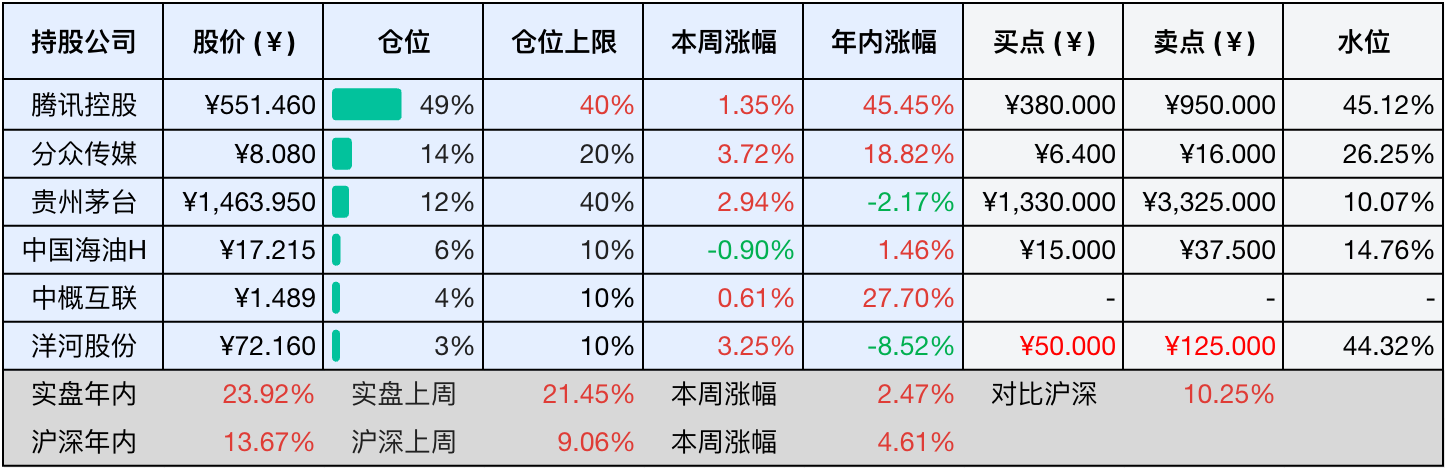 持股公司 股价 (¥) 仓位 仓位上限 本周涨幅 年内涨幅 买点 (¥) 卖点 (¥) 水位
腾讯控股 ¥551.460 49% 40% 1.35% 45.45% ¥380.000 ¥950.000 45.12%
分众传媒 ¥8.080 14% 20% 3.72% 18.82% ¥6.400 ¥16.000 26.25%
贵州茅台 ¥1,463.950 12% 40% 2.94% -2.17% ¥1,330.000 ¥3,325.000 10.07%
中国海油H ¥17.215 6% 10% -0.90% 1.46% ¥15.000 ¥37.500 14.76%
中概互联 ¥1.489 4% 10% 0.61% 27.70% - - -
洋河股份 ¥72.160 3% 10% 3.25% -8.52% ¥50.000 ¥125.000 44.32%
实盘年内 23.92% 实盘上周 21.45% 本周涨幅 2.47% 对比沪深 10.25%
沪深年内 13.67% 沪深上周 9.06% 本周涨幅 4.61%